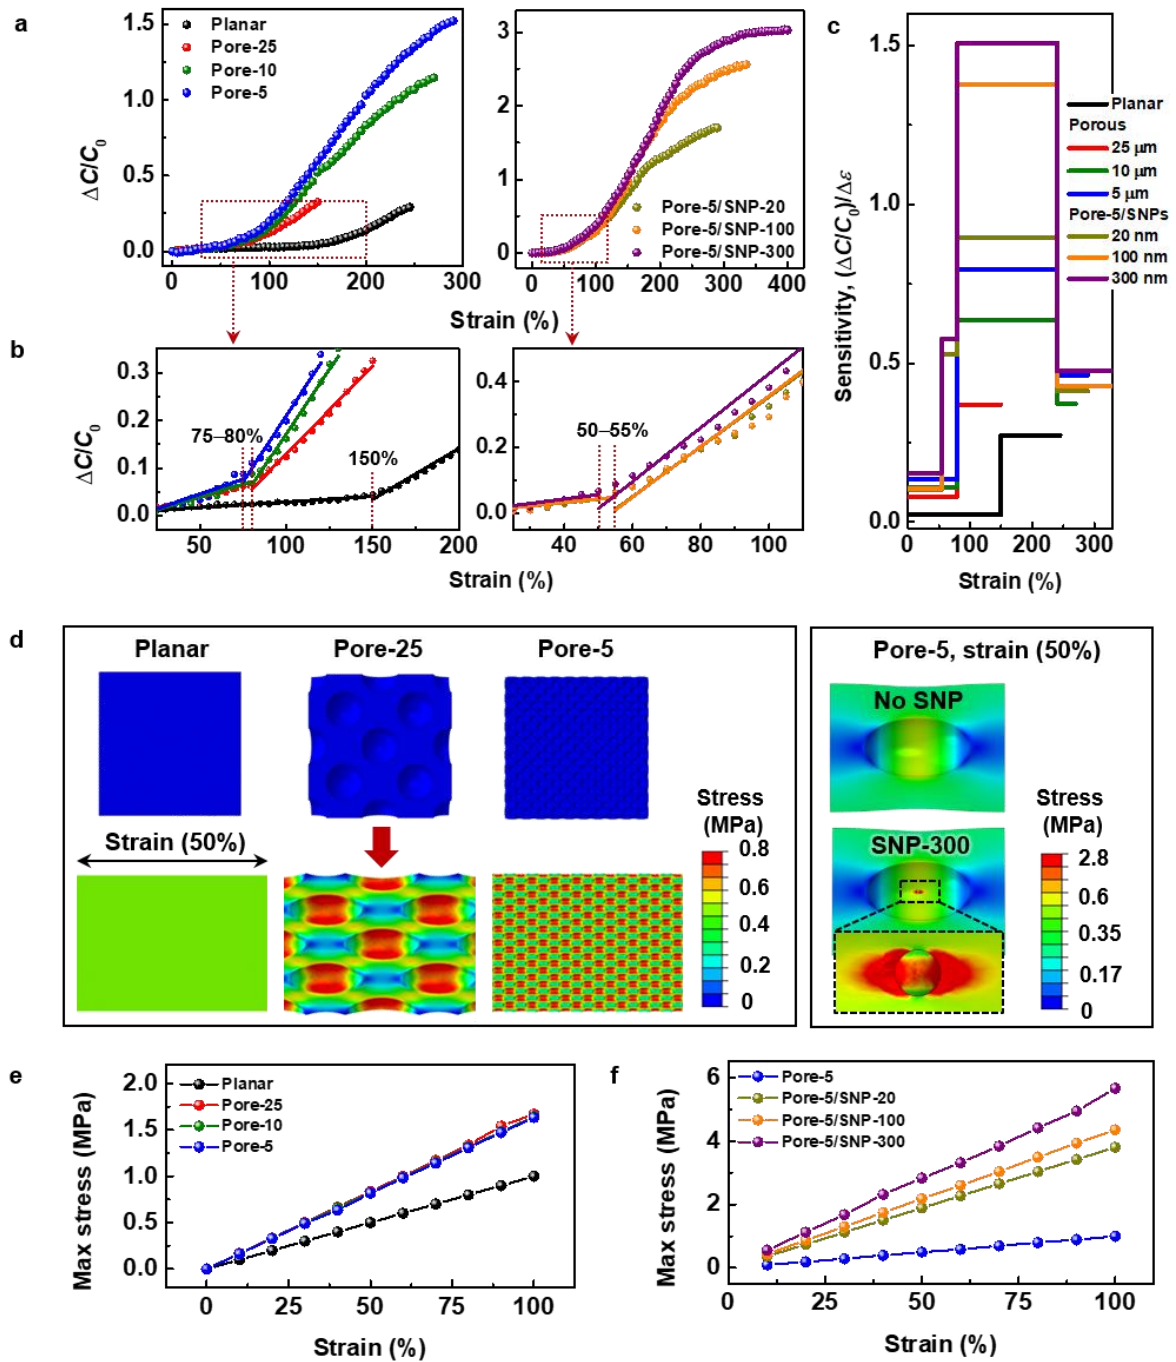 a
1.5
1.0
0.5
0.0
0 50 100 150 200 250 300
ΔC/C0
Planar
Pore-25
Pore-10
Pore-5
3
2
1
0
0 100 200 300 400
Pore-5/SNP-20
Pore-5/SNP-100
Pore-5/SNP-300
Strain (%)
b
0.3
0.2
0.1
0.0
ΔC/C0
75–80%
150%
50 100 150 200
0.4
0.2
0.0
50–55%
40 60 80 100
Strain (%)
c
1.5
1.0
0.5
0.0
Sensitivity, (ΔC/C0)/Δε
0 100 200 300
Strain (%)
Planar
Porous
25 μm
10 μm
5 μm
Pore-5/SNPs
20 nm
100 nm
300 nm
d
Planar
Pore-25
Pore-5
Strain (50%)
Stress
(MPa)
0.8
0.6
0.4
0.2
0
Pore-5, strain (50%)
No SNP
SNP-300
Stress
(MPa)
2.8
0.6
0.35
0.17
0
e
2.0
1.5
1.0
0.5
0.0
Max stress (MPa)
Planar
Pore-25
Pore-10
Pore-5
0 25 50 75 100
Strain (%)
f
6
4
2
0
Max stress (MPa)
Pore-5
Pore-5/SNP-20
Pore-5/SNP-100
Pore-5/SNP-300
0 25 50 75 100
Strain (%)